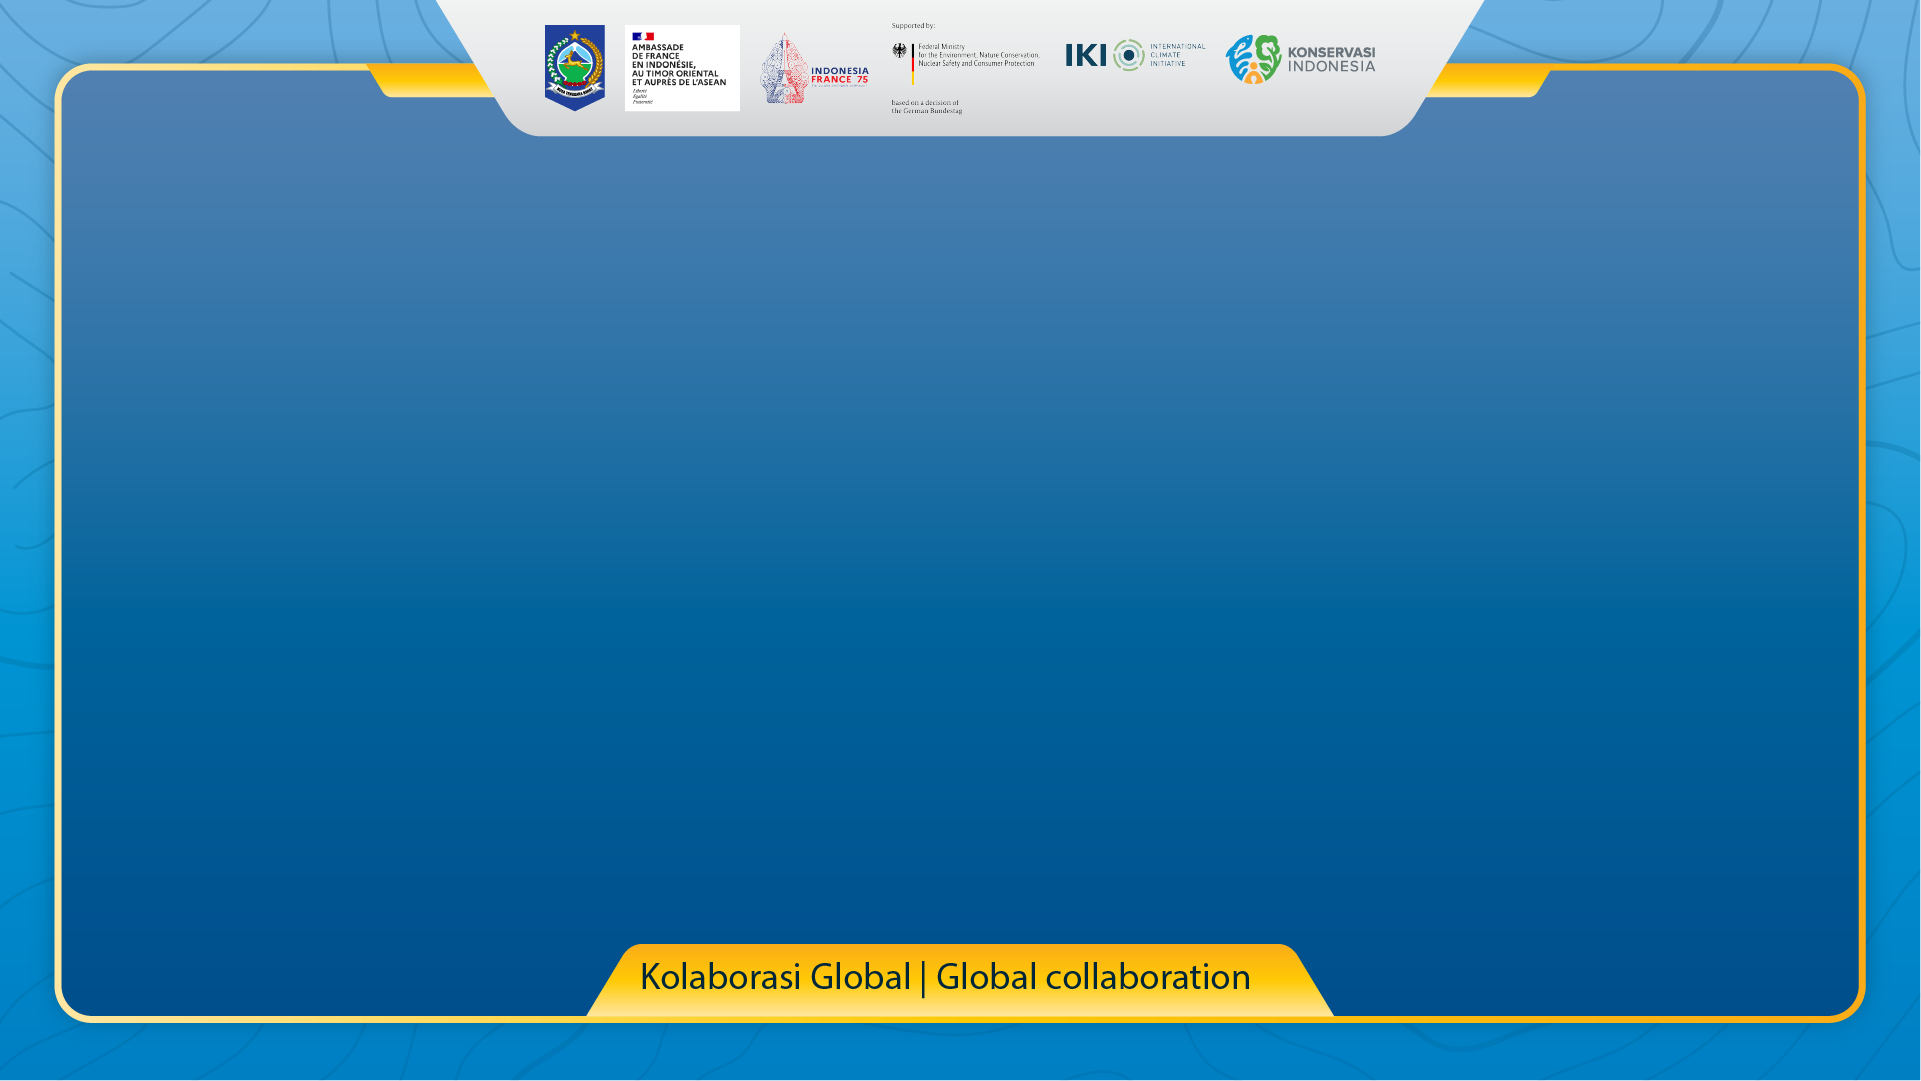 AMBASSADE
DE FRANCE
EN INDONÉSIE,
AU TIMOR ORIENTAL
ET AUPRÈS DE L'ASEAN
Liberté
Égalité
Fraternité
INDONESIA
FRANCE 75
Supported by:
Federal Ministry
for the Environment, Nature Conservation,
Nuclear Safety and Consumer Protection
based on a decision of
the German Bundestag
IKI
INTERNATIONAL
CLIMATE
INITIATIVE
KONSERVASI
INDONESIA
Kolaborasi Global | Global collaboration